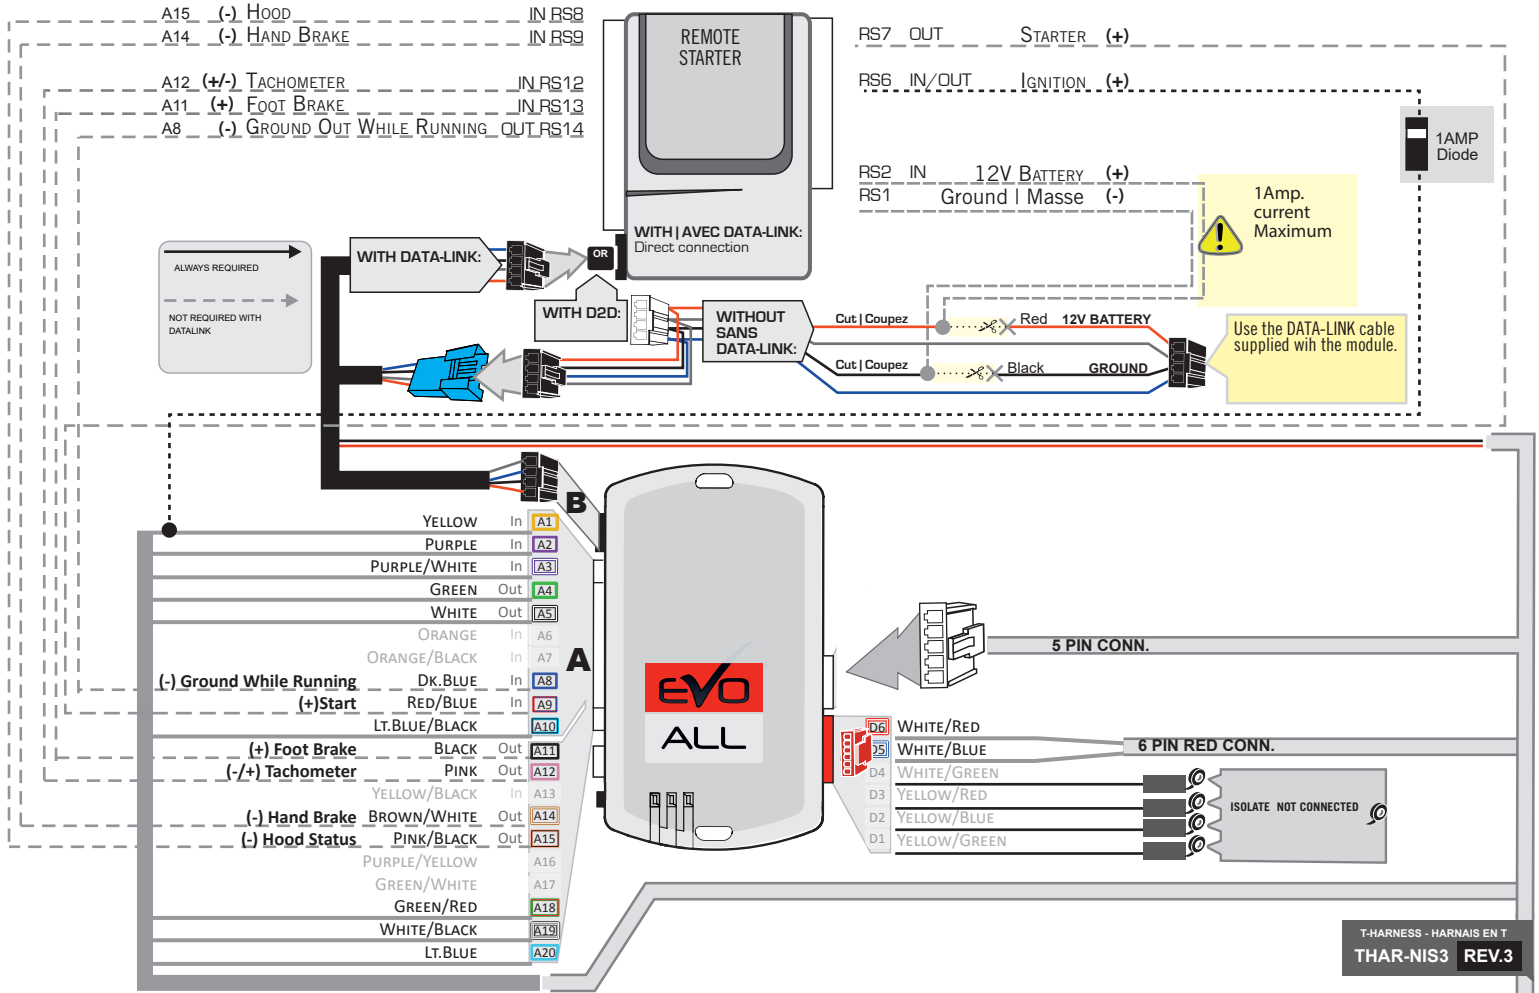 A15 (-) Hood IN RS8
A14 (-) Hand Brake IN RS9
A12 (+/-) Tachometer IN RS12
A11 (+) Foot Brake IN RS13
A8 (-) Ground Out While Running OUT RS14
REMOTE
STARTER
WITH | AVEC DATA-LINK:
Direct connection
RS7 OUT Starter (+)
RS6 IN/OUT Ignition (+)
1AMP
Diode
RS2 IN 12V Battery (+)
RS1 Ground | Masse (-)
1Amp.
current
Maximum
ALWAYS REQUIRED
NOT REQUIRED WITH
DATALINK
WITH DATA-LINK:
OR
WITH D2D:
WITHOUT
SANS
DATA-LINK:
Cut | Coupez
Red 12V BATTERY
Cut | Coupez
Black GROUND
Use the DATA-LINK cable
supplied wih the module.
B
A
Yellow In A1
Purple In A2
Purple/White In A3
Green Out A4
White Out A5
Orange In A6
Orange/Black In A7
(-) Ground While Running Dk.Blue In A8
(+)Start Red/Blue In A9
Lt.Blue/Black A10
(+) Foot Brake Black Out A11
(-/+) Tachometer Pink Out A12
Yellow/Black In A13
(-) Hand Brake Brown/White Out A14
(-) Hood Status Pink/Black Out A15
Purple/Yellow A16
Green/White A17
Green/Red A18
White/Black A19
Lt.Blue A20
EVO
ALL
5 PIN CONN.
D6 White/Red
D5 White/Blue
6 PIN RED CONN.
D4 White/Green
D3 Yellow/Red
D2 Yellow/Blue
D1 Yellow/Green
ISOLATE NOT CONNECTED
T-HARNESS - HARNAIS EN T
THAR-NIS3 REV.3